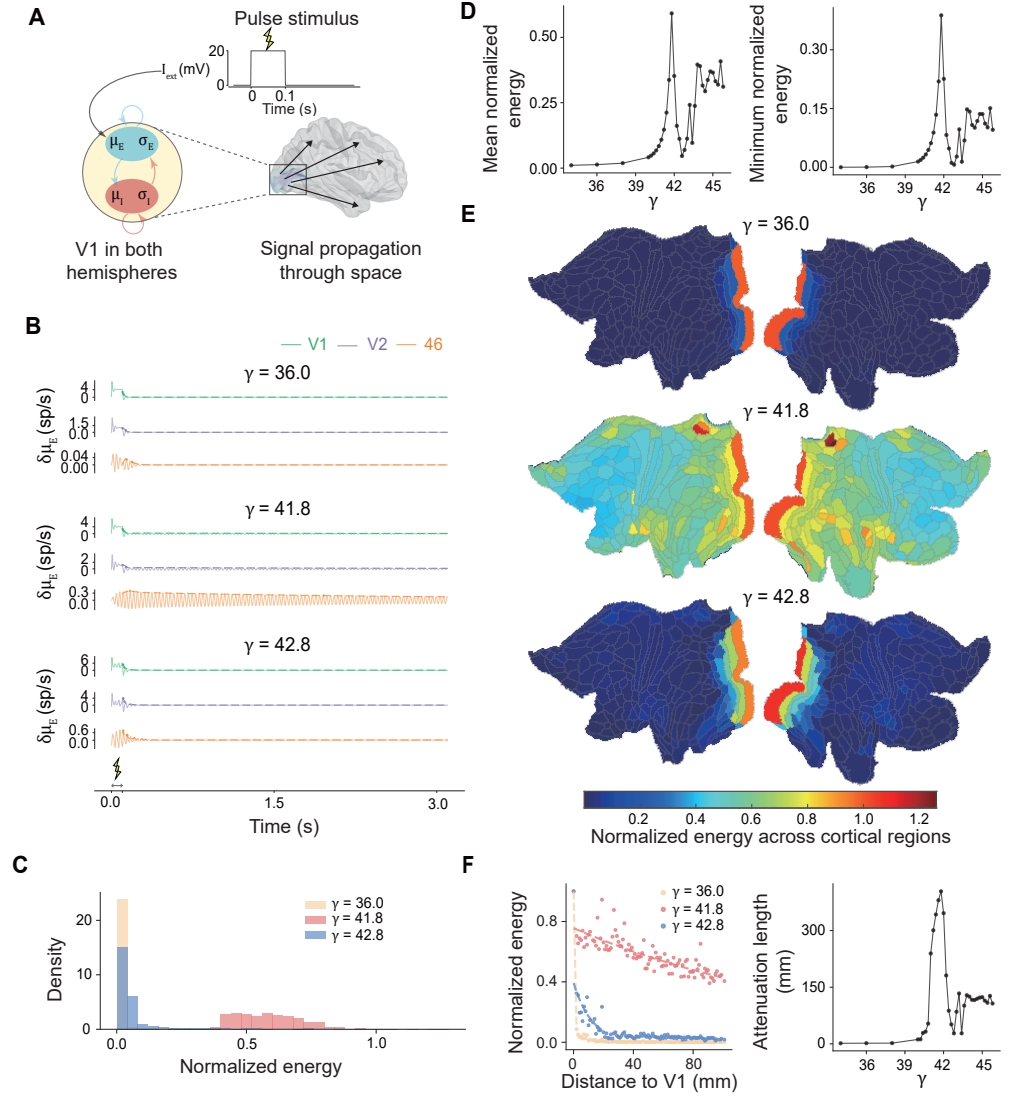 A
Pulse stimulus
I_ext (mV)
20
0
0
0.1
Time (s)
μ_E σ_E
μ_I σ_I
V1 in both
hemispheres
Signal propagation
through space
B
V1 V2 46
γ = 36.0
δμ_E (sp/s)
4
0
1.5
0.0
0.04
0.00
γ = 41.8
δμ_E (sp/s)
4
0
2
0
0.3
0.0
γ = 42.8
δμ_E (sp/s)
6
0
4
0
0.6
0.0
0.0 1.5 3.0
Time (s)
C
Density
20
10
0
γ = 36.0
γ = 41.8
γ = 42.8
0.0 0.5 1.0
Normalized energy
D
Mean normalized
energy
0.50
0.25
0.00
36 39 42 45
γ
Minimum normalized
energy
0.30
0.15
0.00
36 39 42 45
γ
E
γ = 36.0
γ = 41.8
γ = 42.8
0.2 0.4 0.6 0.8 1.0 1.2
Normalized energy across cortical regions
F
Normalized energy
0.8
0.4
0.0
γ = 36.0
γ = 41.8
γ = 42.8
0 40 80
Distance to V1 (mm)
Attenuation length
(mm)
300
150
0
36 39 42 45
γ